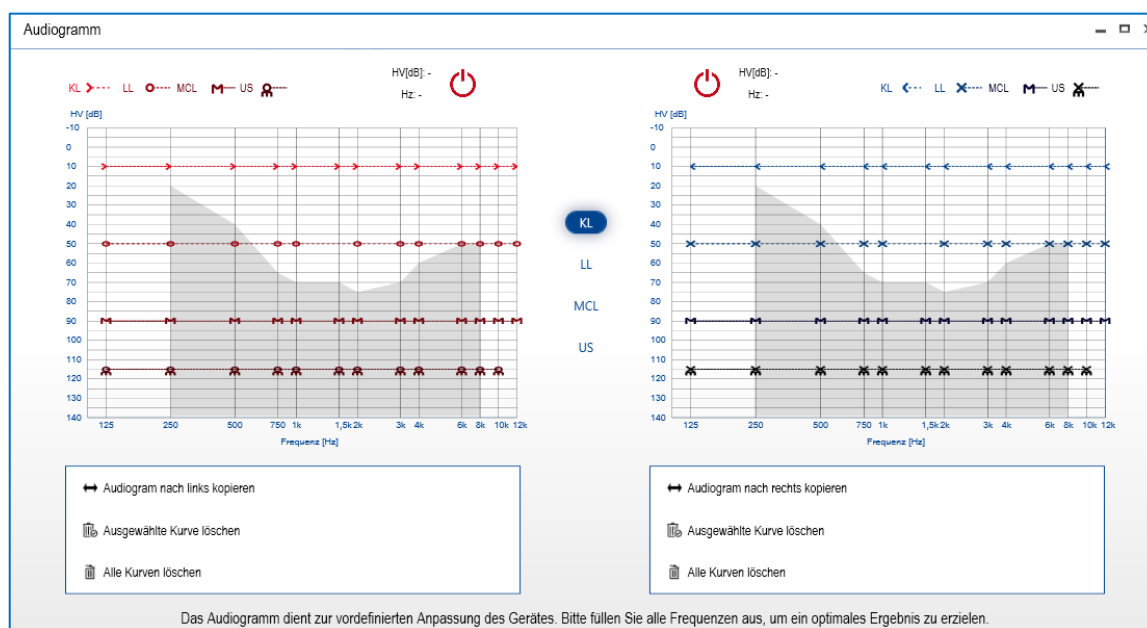 Audiogramm
KL LL MCL US
HV[dB]: -
Hz: -
HV [dB]
-10
0
10
20
30
40
50
60
70
80
90
100
110
120
130
140
125 250 500 750 1k 1,5k 2k 3k 4k 6k 8k 10k 12k
Frequenz [Hz]
KL
LL
MCL
US
HV[dB]: -
Hz: -
KL LL MCL US
HV [dB]
-10
0
10
20
30
40
50
60
70
80
90
100
110
120
130
140
125 250 500 750 1k 1,5k 2k 3k 4k 6k 8k 10k 12k
Frequenz [Hz]
Audiogram nach links kopieren
Ausgewählte Kurve löschen
Alle Kurven löschen
Audiogram nach rechts kopieren
Ausgewählte Kurve löschen
Alle Kurven löschen
Das Audiogramm dient zur vordefinierten Anpassung des Gerätes. Bitte füllen Sie alle Frequenzen aus, um ein optimales Ergebnis zu erzielen.